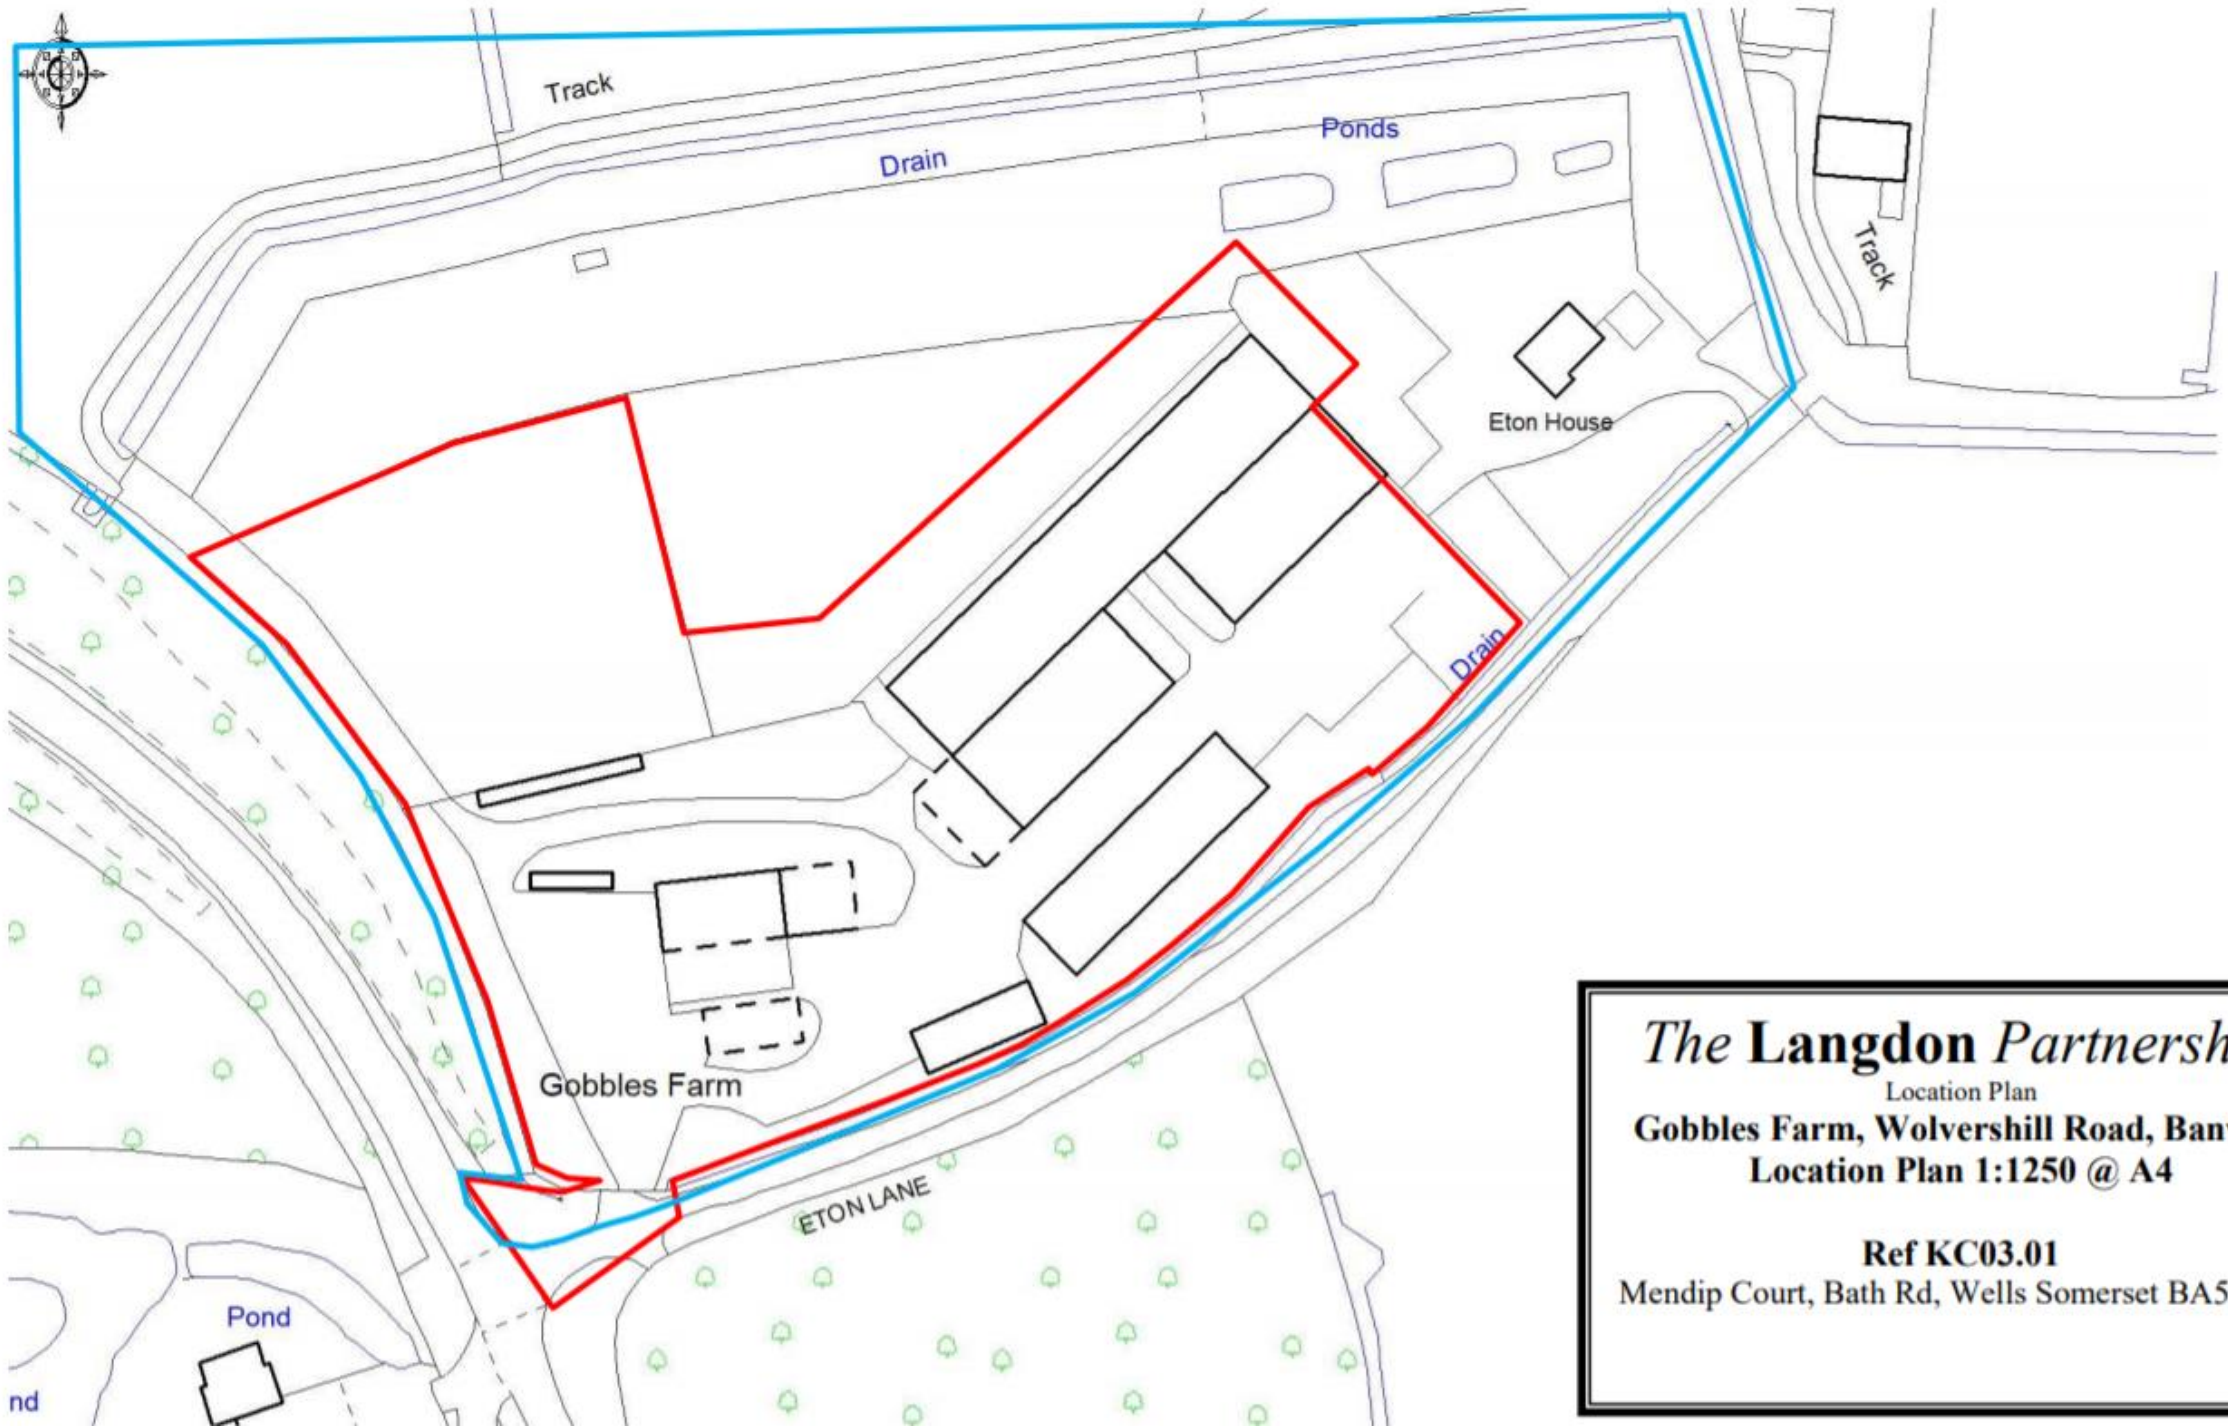 Track
Ponds
Drain
Track
Eton House
Drain
Gobbles Farm
ETON LANE
Pond
nd
The Langdon Partnersh
Location Plan
Gobbles Farm, Wolvershill Road, Ban
Location Plan 1:1250 @ A4
Ref KC03.01
Mendip Court, Bath Rd, Wells Somerset BA5